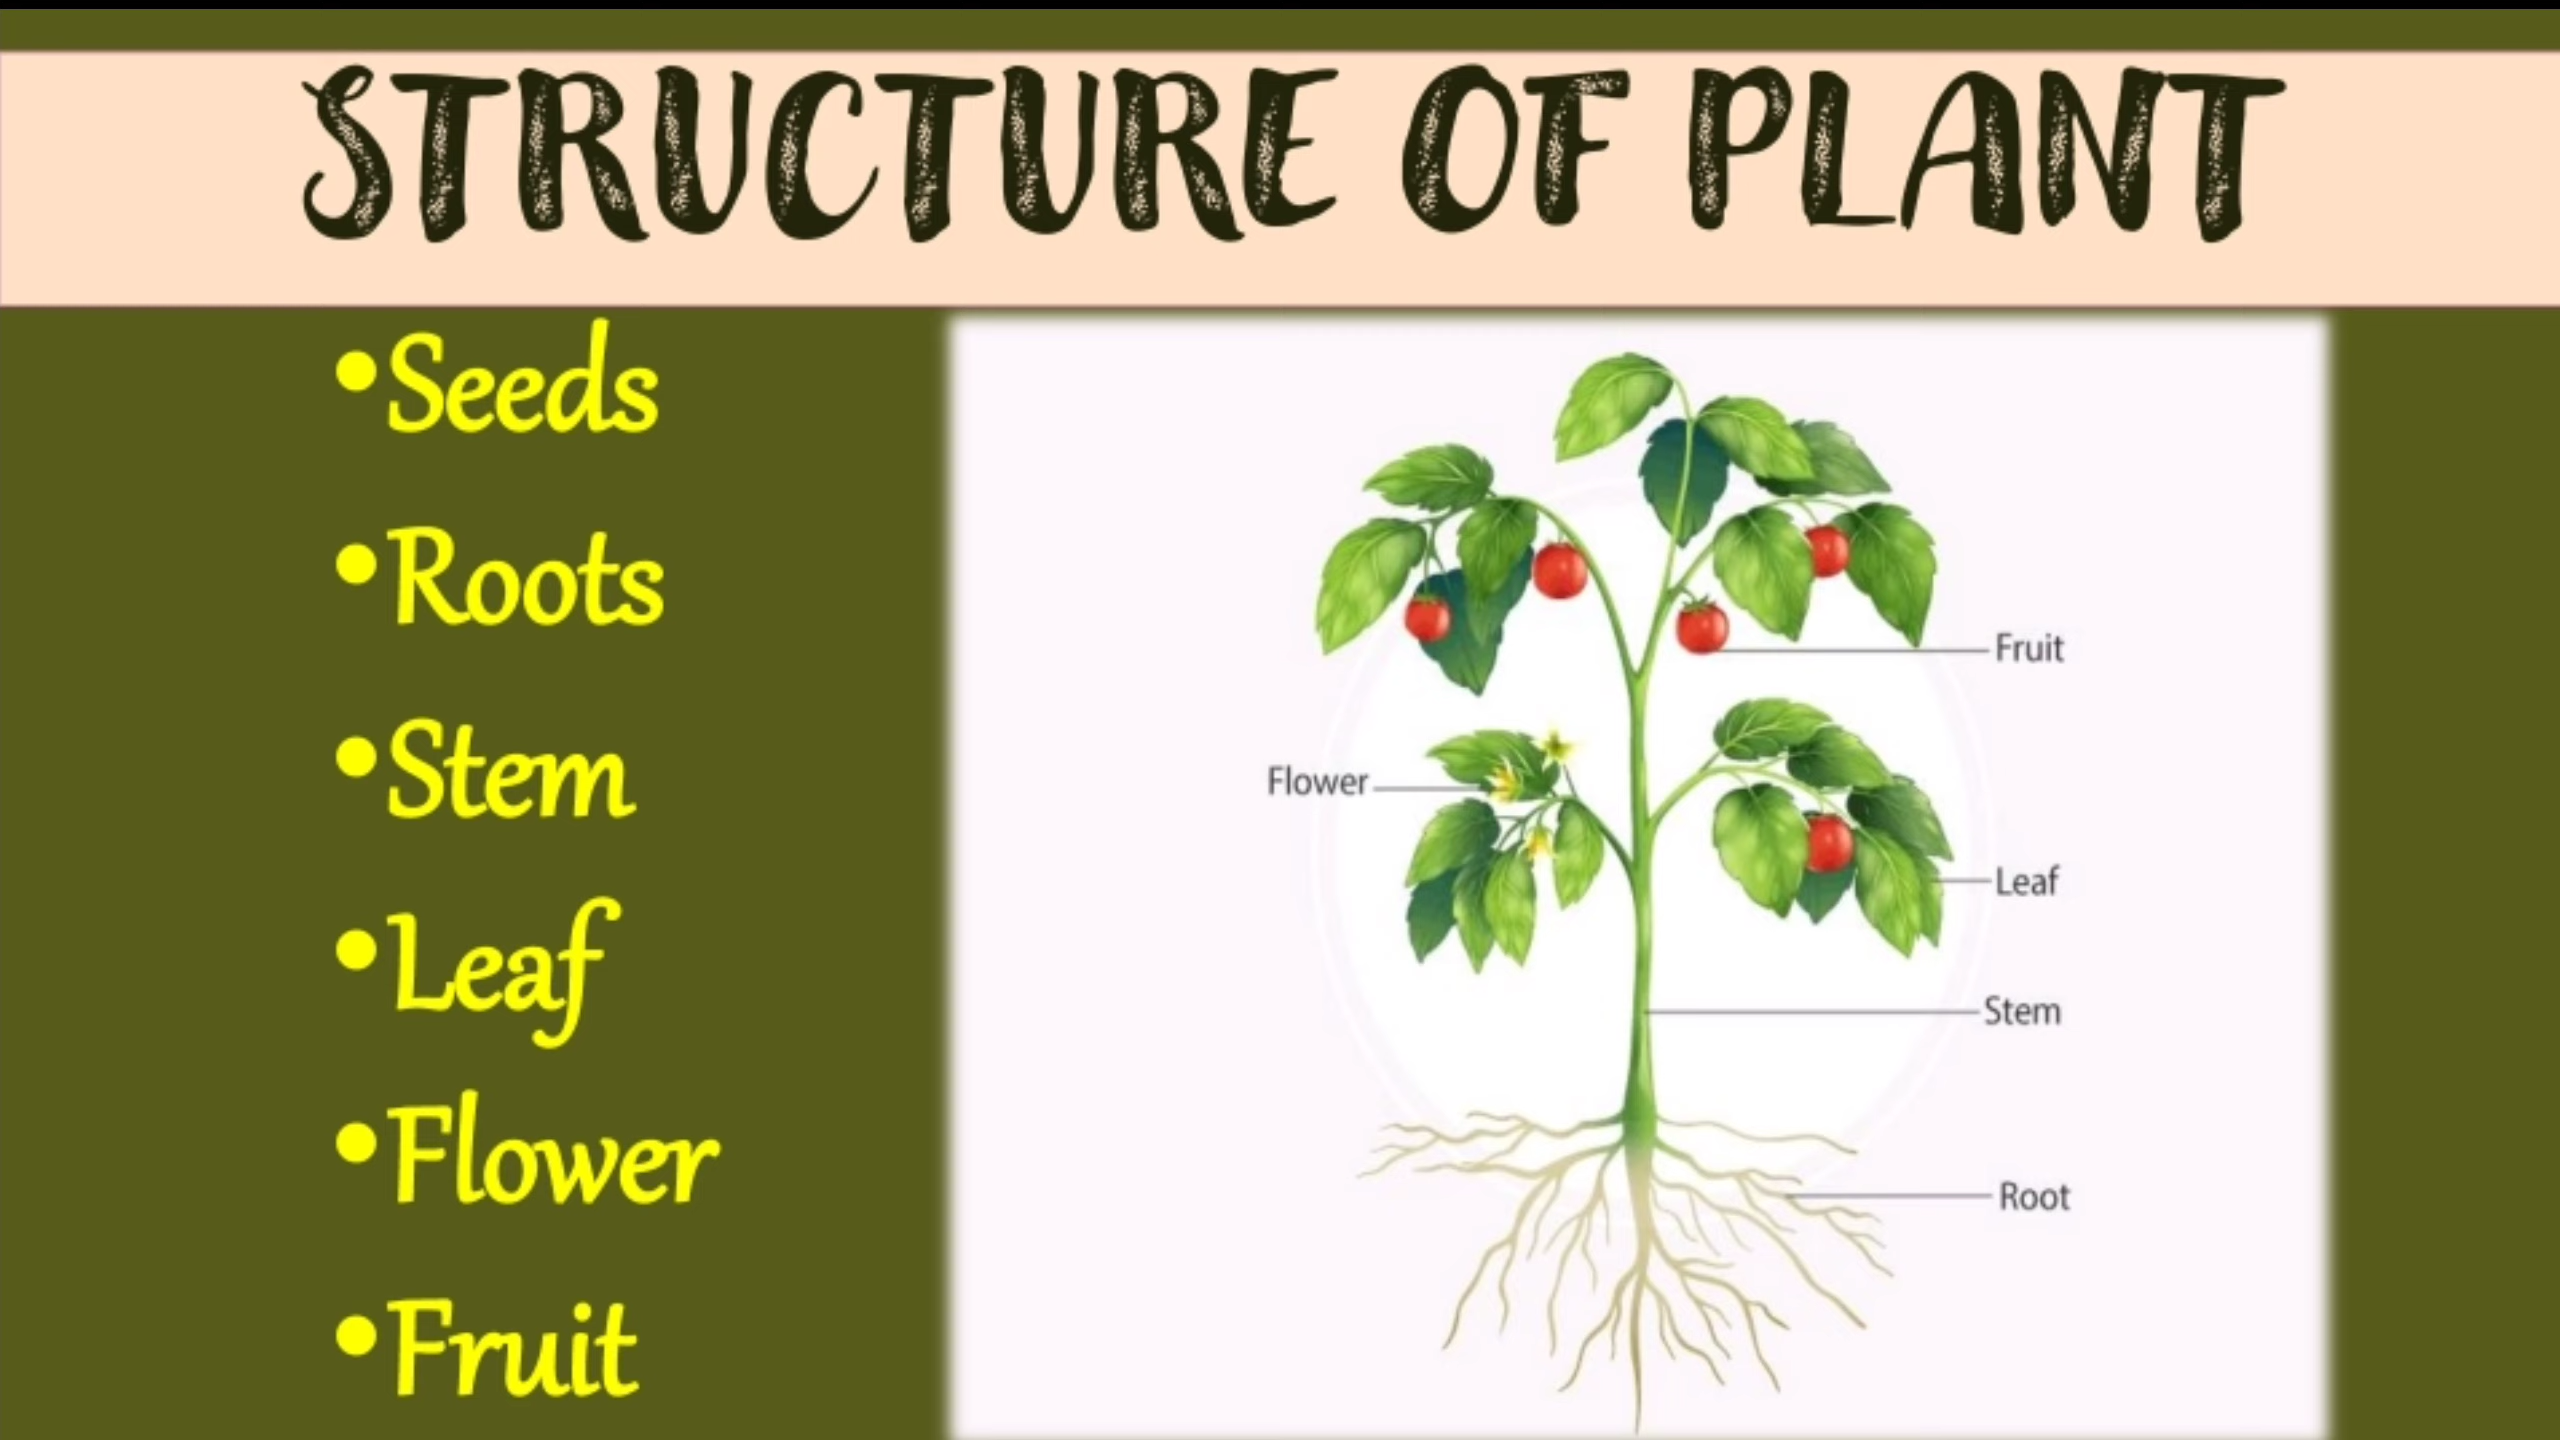 STRUCTURE OF PLANT
•Seeds
•Roots
•Stem
•Leaf
•Flower
•Fruit
Fruit
Flower
Leaf
Stem
Root